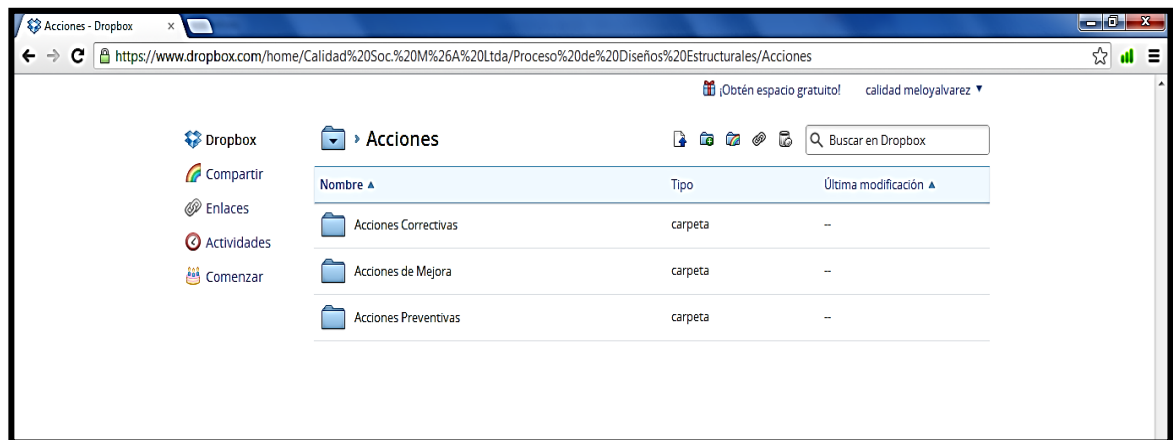 Acciones - Dropbox
https://www.dropbox.com/home/Calidad%20Soc.%20M%26A%20Ltda/Proceso%20de%20Diseños%20Estructurales/Acciones
¡Obtén espacio gratuito! calidad meloyalvarez
Dropbox
Compartir
Enlaces
Actividades
Comenzar
Acciones
Buscar en Dropbox
Nombre Tipo Última modificación
Acciones Correctivas carpeta --
Acciones de Mejora carpeta --
Acciones Preventivas carpeta --